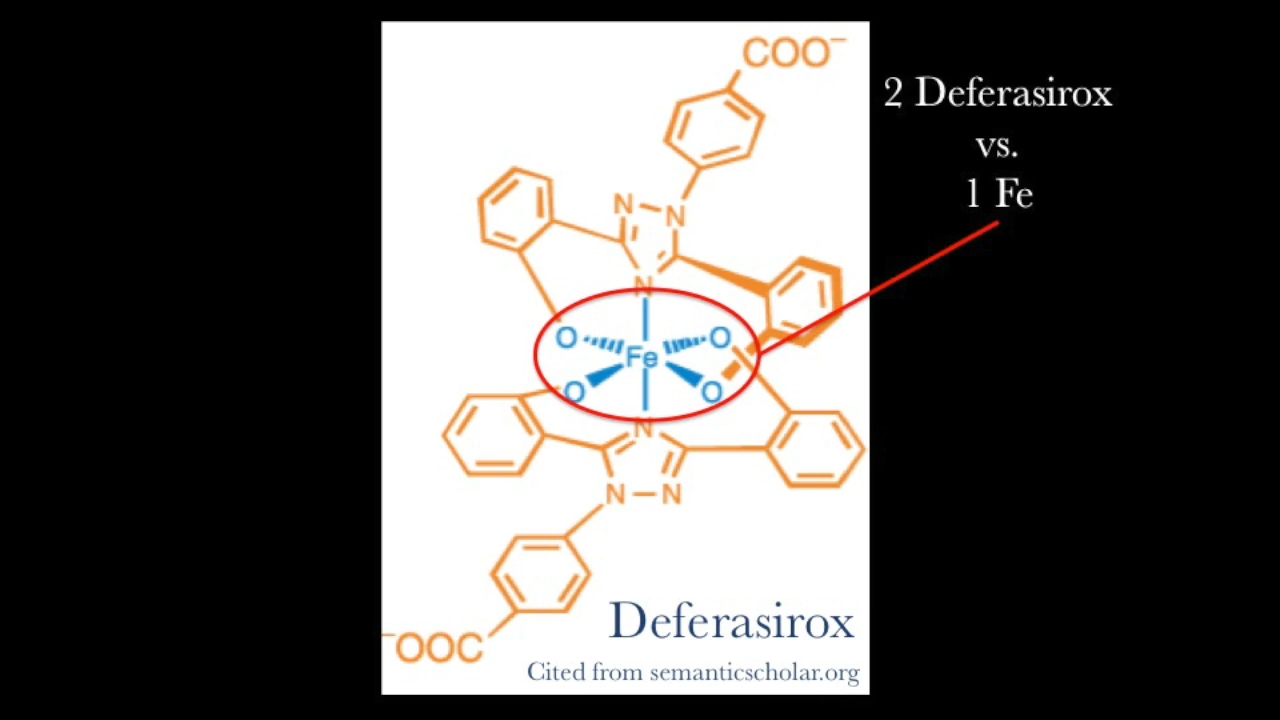 COO⁻
2 Deferasirox
vs.
1 Fe
N N
N
O O
Fe
O O
N
N N
Deferasirox
⁻OOC
Cited from semanticscholar.org